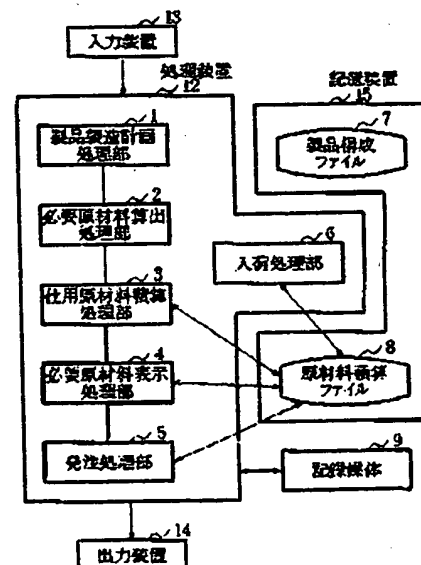 13
入力装置
処理装置
12
記録装置
15
1
製品製造計画
処理部
7
製品構成
ファイル
2
必要原材料算出
処理部
6
入荷処理部
3
使用原材料積算
処理部
4
必要原材料表示
処理部
8
原材料積算
ファイル
5
発注処理部
9
記録媒体
14
出力装置